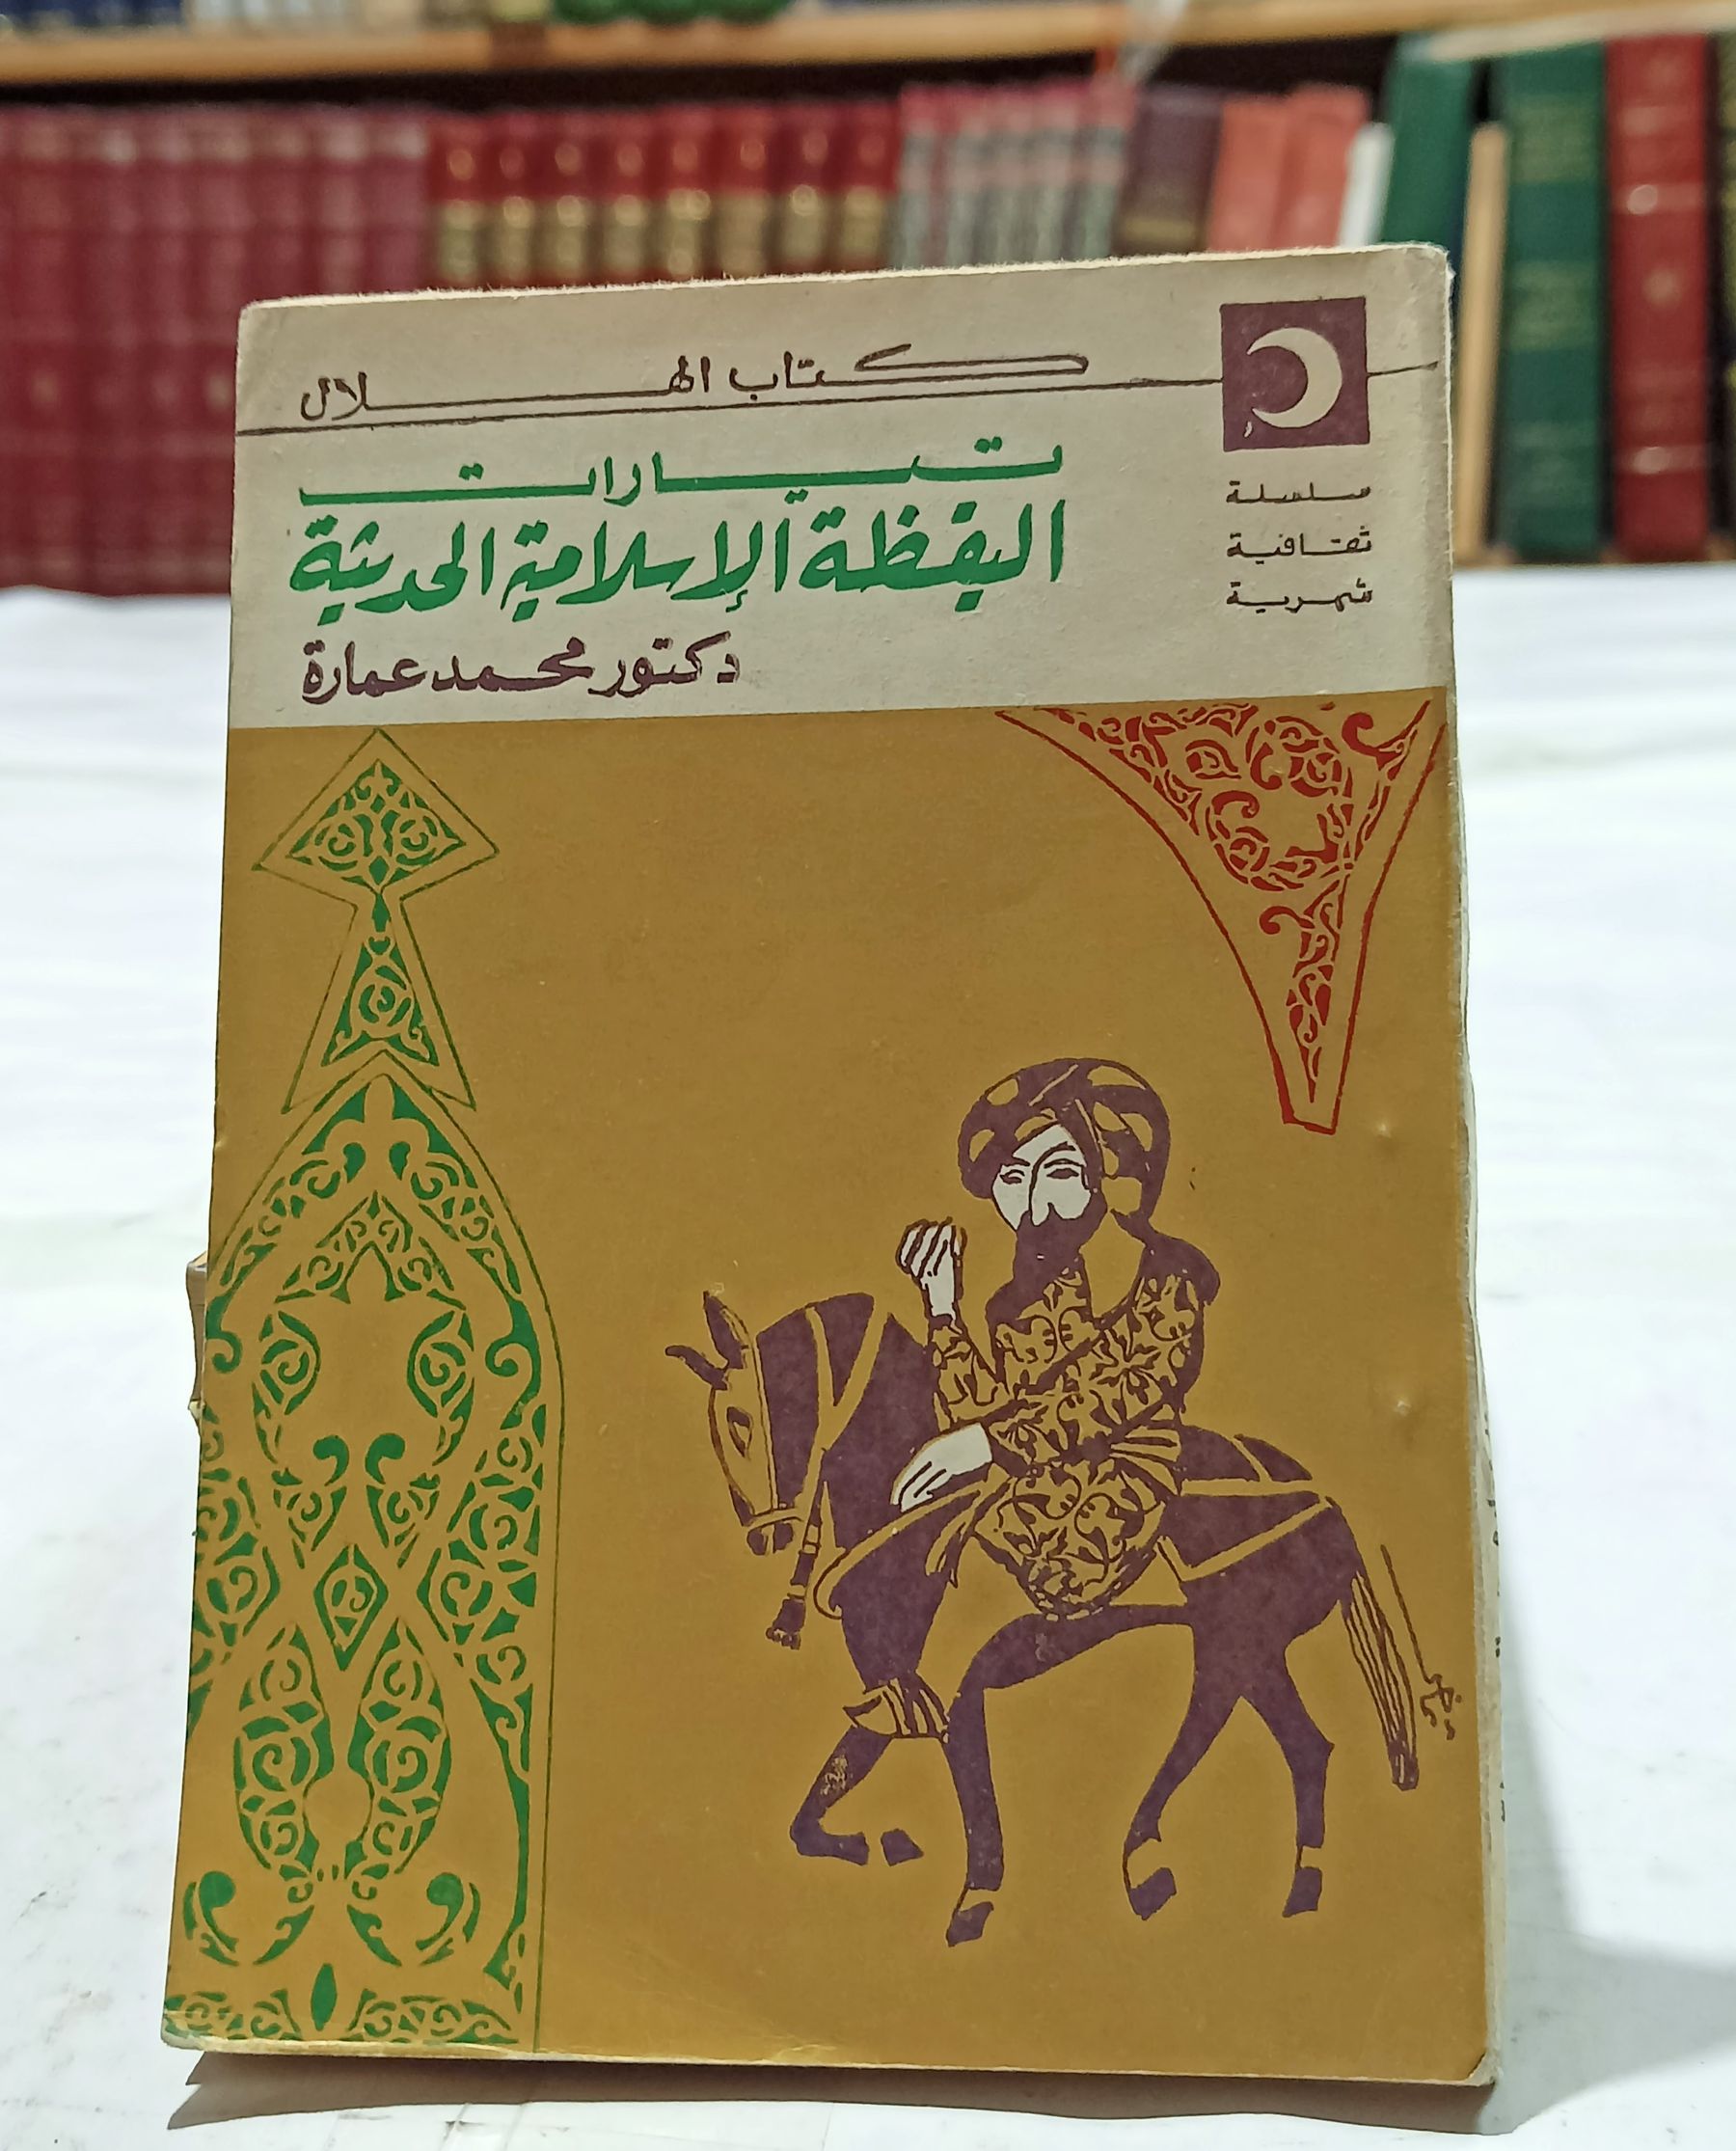 كتاب الهلال
سلسلة
ثقافية
شهرية
تيارات
اليقظة الإسلامية الحديثة
دكتور محمد عمارة